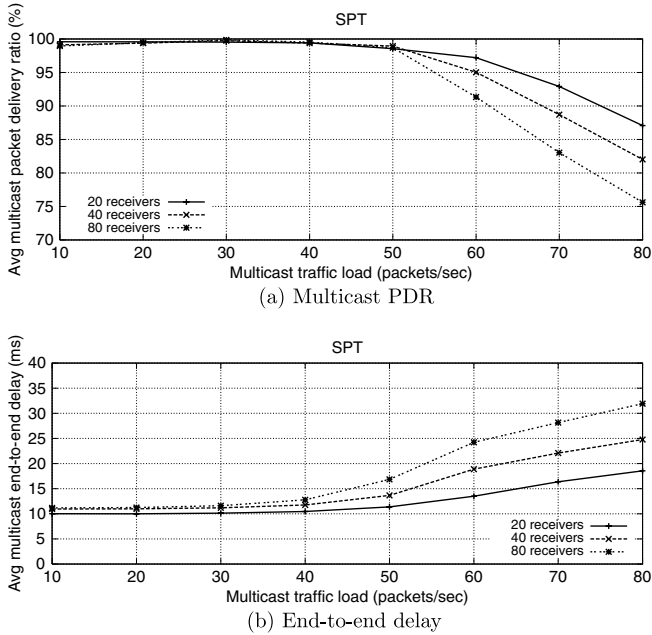 SPT
Avg multicast packet delivery ratio (%)
100
95
90
85
80
75
70
20 receivers
40 receivers
80 receivers
10 20 30 40 50 60 70 80
Multicast traffic load (packets/sec)
(a) Multicast PDR
SPT
Avg multicast end-to-end delay (ms)
40
35
30
25
20
15
10
5
0
20 receivers
40 receivers
80 receivers
10 20 30 40 50 60 70 80
Multicast traffic load (packets/sec)
(b) End-to-end delay